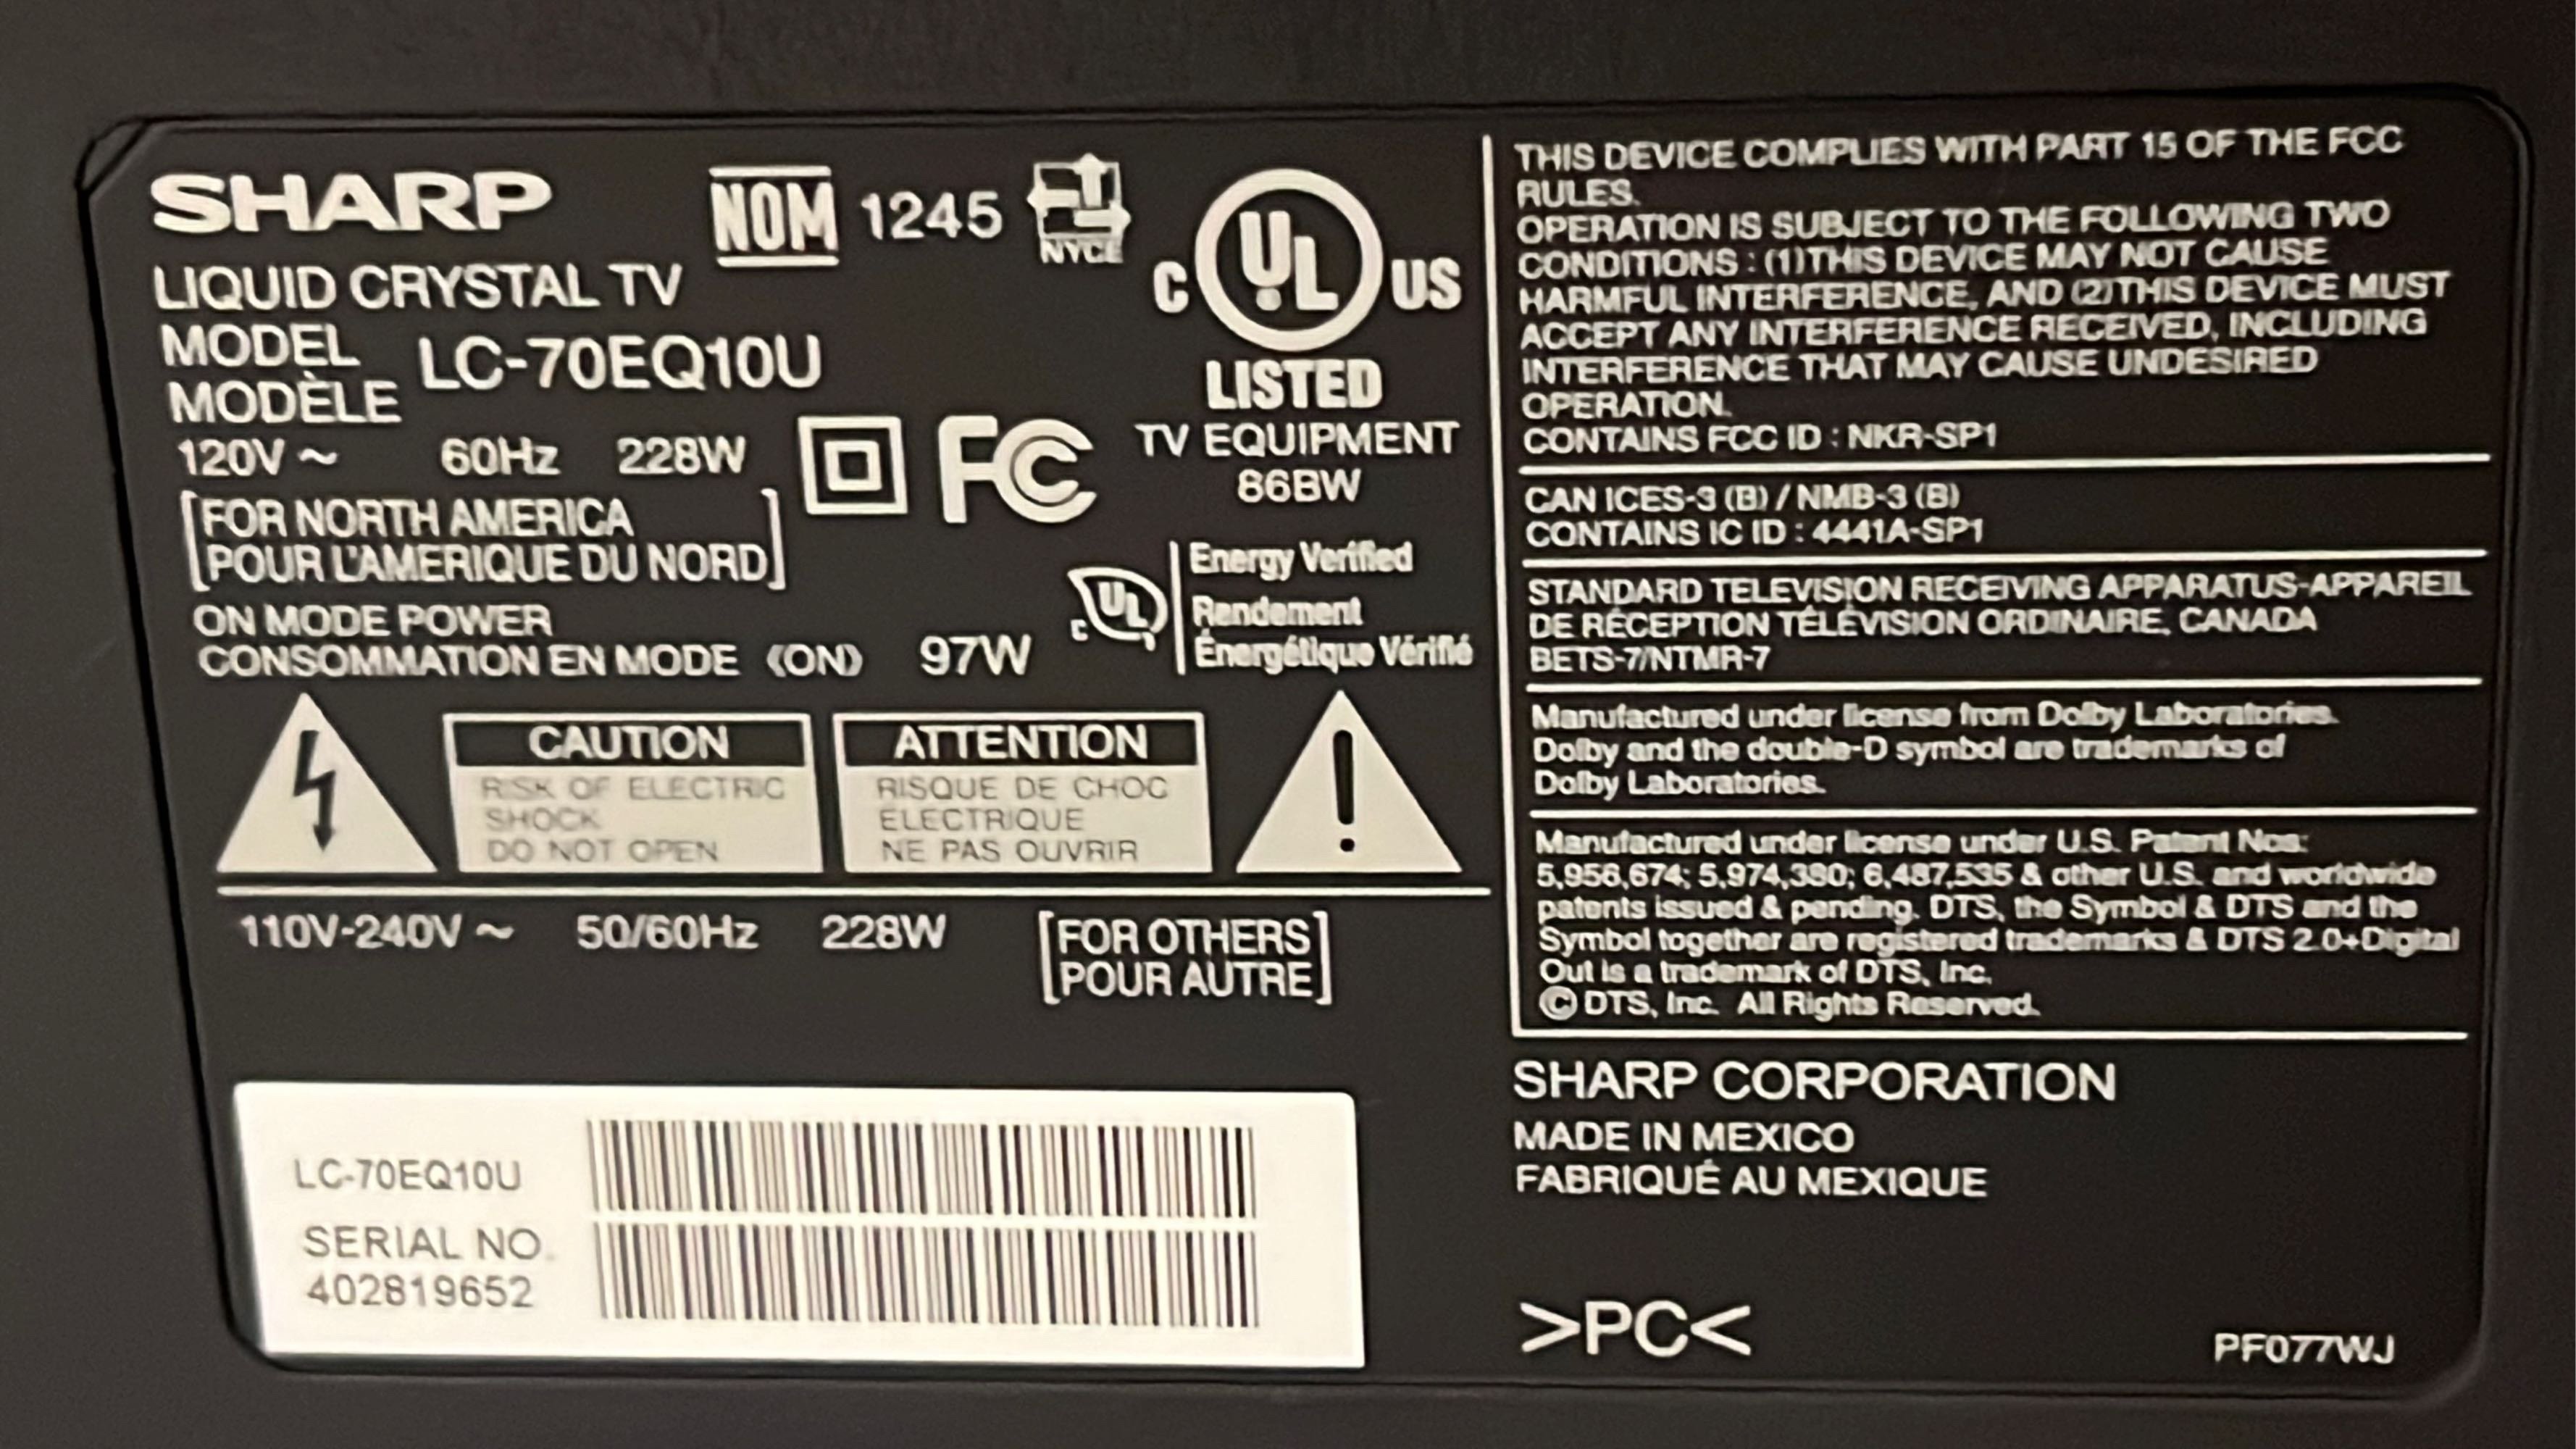 SHARP
NOM 1245 NYCE
C UL US
LISTED
TV EQUIPMENT
86BW
LIQUID CRYSTAL TV
MODEL
MODÈLE
LC-70EQ10U
120V ~ 60Hz 228W
FC
[FOR NORTH AMERICA
POUR L'AMERIQUE DU NORD]
ON MODE POWER
CONSOMMATION EN MODE (ON) 97W
C UL
Energy Verified
Rendement
Énergétique Vérifié
CAUTION
RISK OF ELECTRIC
SHOCK
DO NOT OPEN
ATTENTION
RISQUE DE CHOC
ELECTRIQUE
NE PAS OUVRIR
!
110V-240V ~ 50/60Hz 228W
[FOR OTHERS
POUR AUTRE]
LC-70EQ10U
SERIAL NO.
402819652
THIS DEVICE COMPLIES WITH PART 15 OF THE FCC
RULES.
OPERATION IS SUBJECT TO THE FOLLOWING TWO
CONDITIONS : (1)THIS DEVICE MAY NOT CAUSE
HARMFUL INTERFERENCE, AND (2)THIS DEVICE MUST
ACCEPT ANY INTERFERENCE RECEIVED, INCLUDING
INTERFERENCE THAT MAY CAUSE UNDESIRED
OPERATION.
CONTAINS FCC ID : NKR-SP1
CAN ICES-3 (B) / NMB-3 (B)
CONTAINS IC ID : 4441A-SP1
STANDARD TELEVISION RECEIVING APPARATUS-APPAREIL
DE RÉCEPTION TÉLÉVISION ORDINAIRE, CANADA
BETS-7/NTMR-7
Manufactured under license from Dolby Laboratories.
Dolby and the double-D symbol are trademarks of
Dolby Laboratories.
Manufactured under license under U.S. Patent Nos:
5,956,674; 5,974,380; 6,487,535 & other U.S. and worldwide
patents issued & pending. DTS, the Symbol & DTS and the
Symbol together are registered trademarks & DTS 2.0+Digital
Out is a trademark of DTS, Inc.
© DTS, Inc. All Rights Reserved.
SHARP CORPORATION
MADE IN MEXICO
FABRIQUÉ AU MEXIQUE
>PC<
PF077WJ